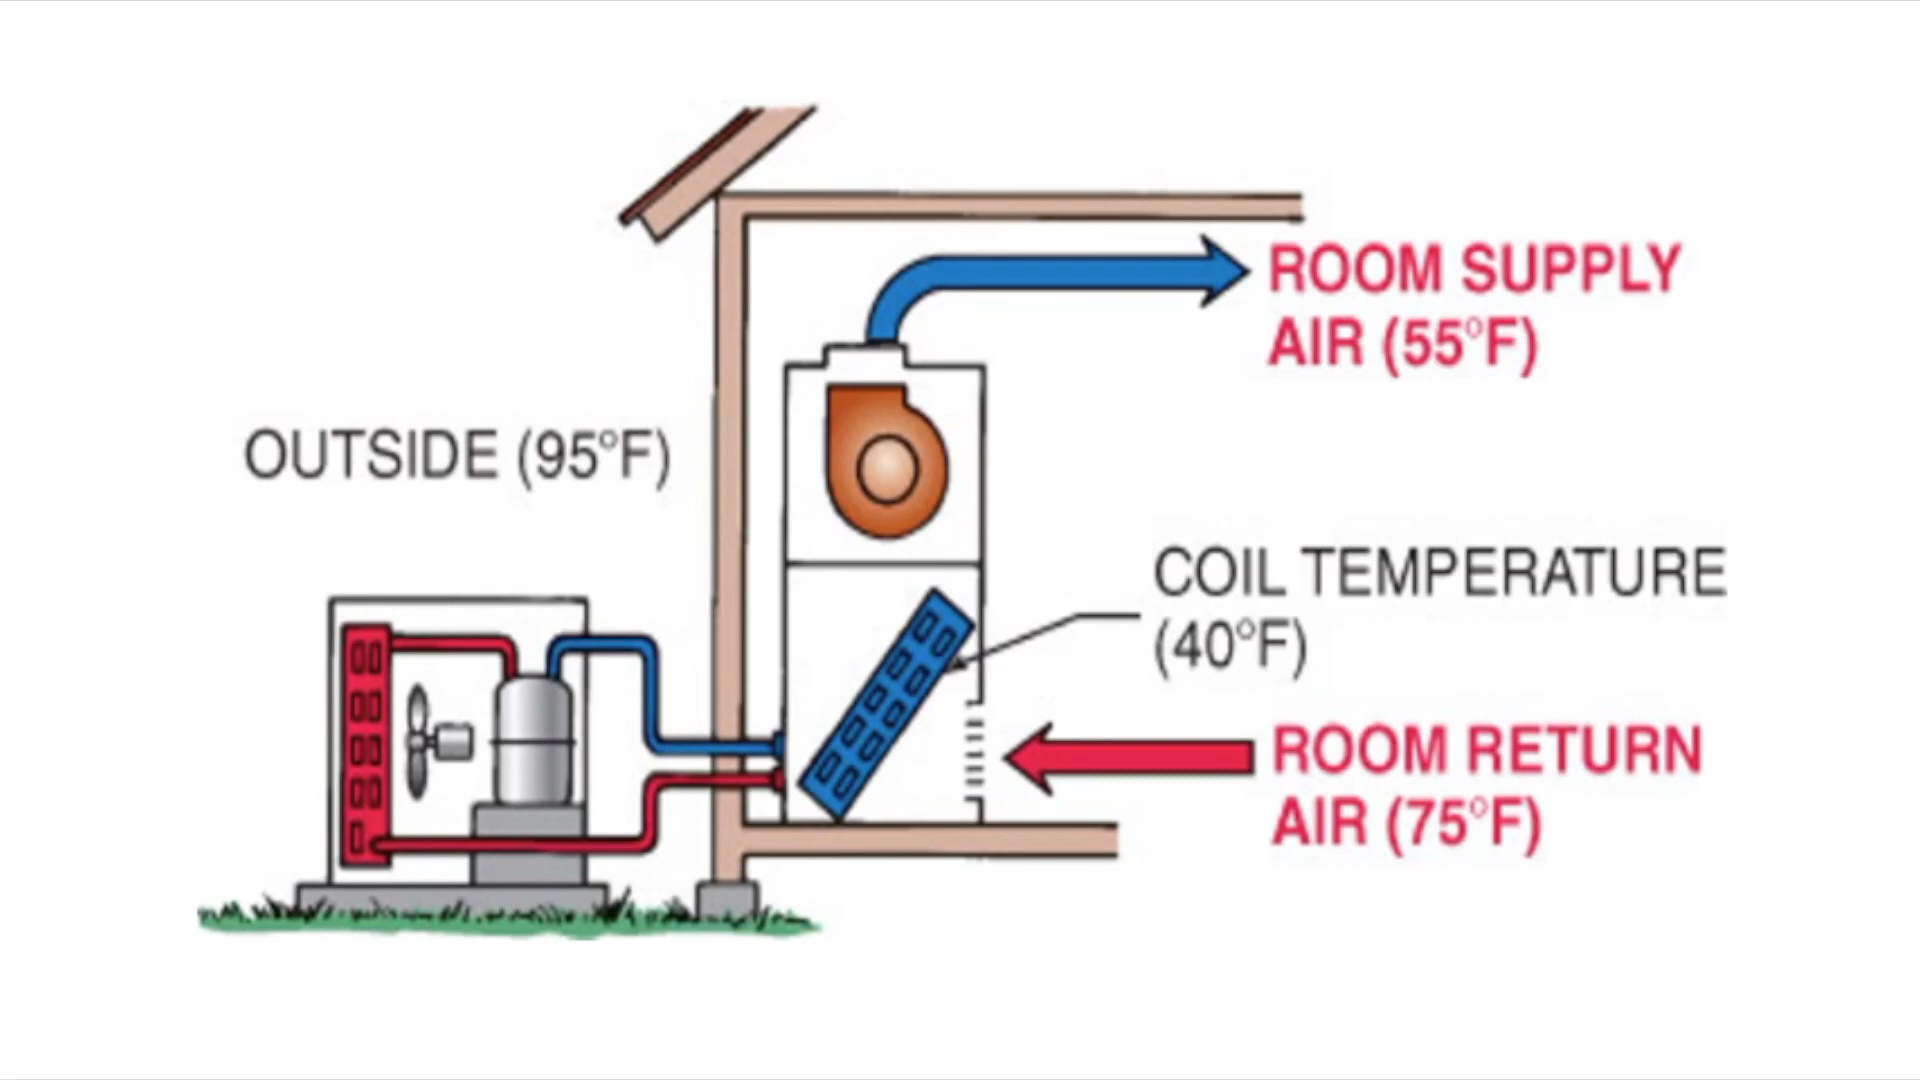 ROOM SUPPLY
AIR (55°F)
OUTSIDE (95°F)
COIL TEMPERATURE
(40°F)
ROOM RETURN
AIR (75°F)